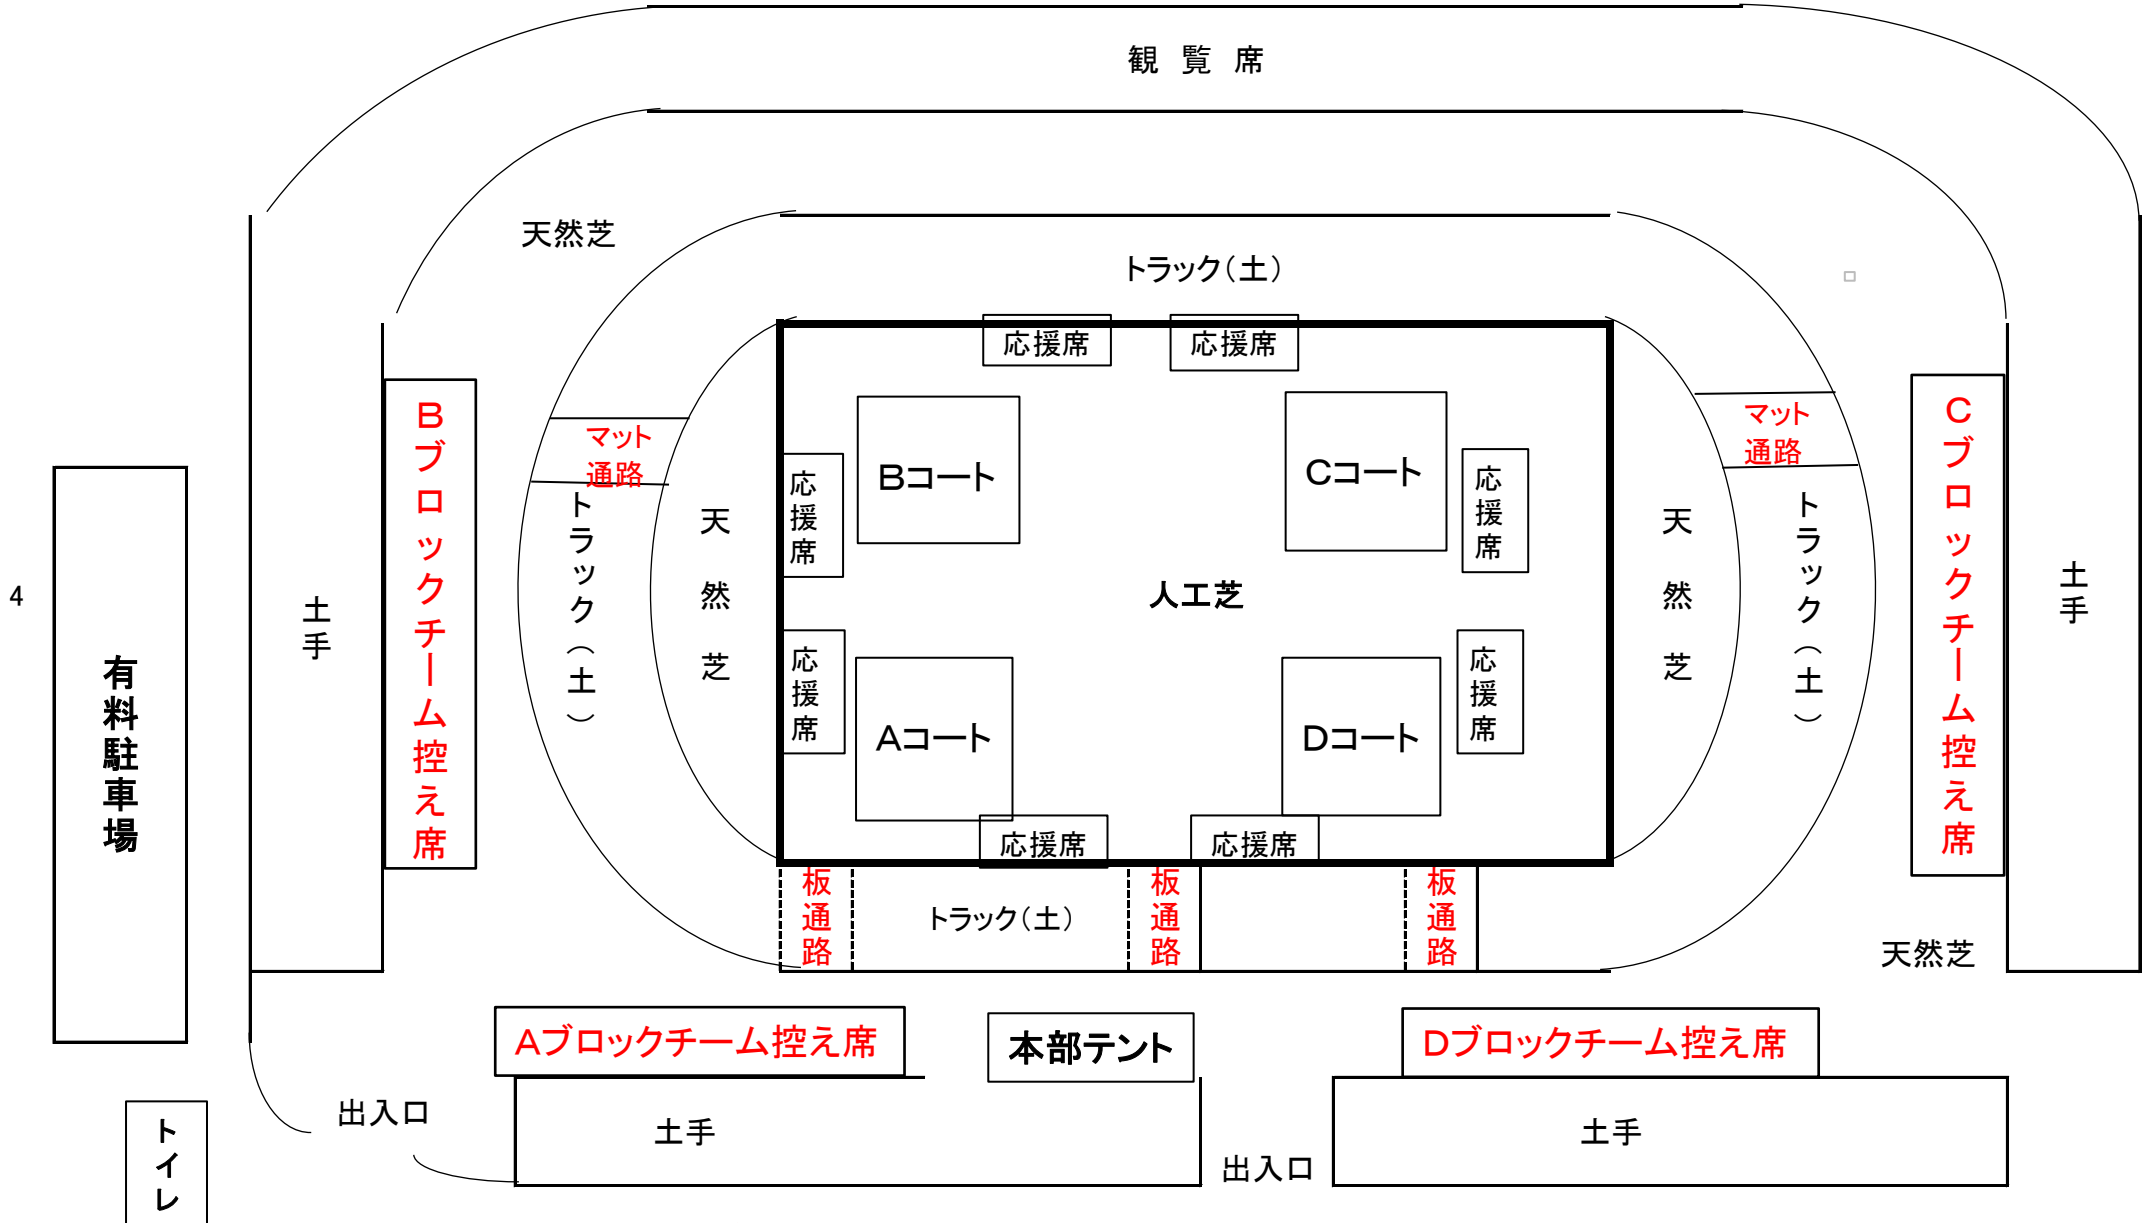 観 覧 席
天然芝
トラック（土）
応援席
応援席
Bブロックチーム控え席
マット
通路
Bコート
Cコート
マット
通路
Cブロックチーム控え席
応援席
応援席
トラック（土）
天然芝
人工芝
天然芝
トラック（土）
4
有料駐車場
土手
土手
応援席
応援席
Aコート
Dコート
応援席
応援席
板通路
トラック（土）
板通路
板通路
天然芝
Aブロックチーム控え席
本部テント
Dブロックチーム控え席
出入口
土手
土手
出入口
トイレ